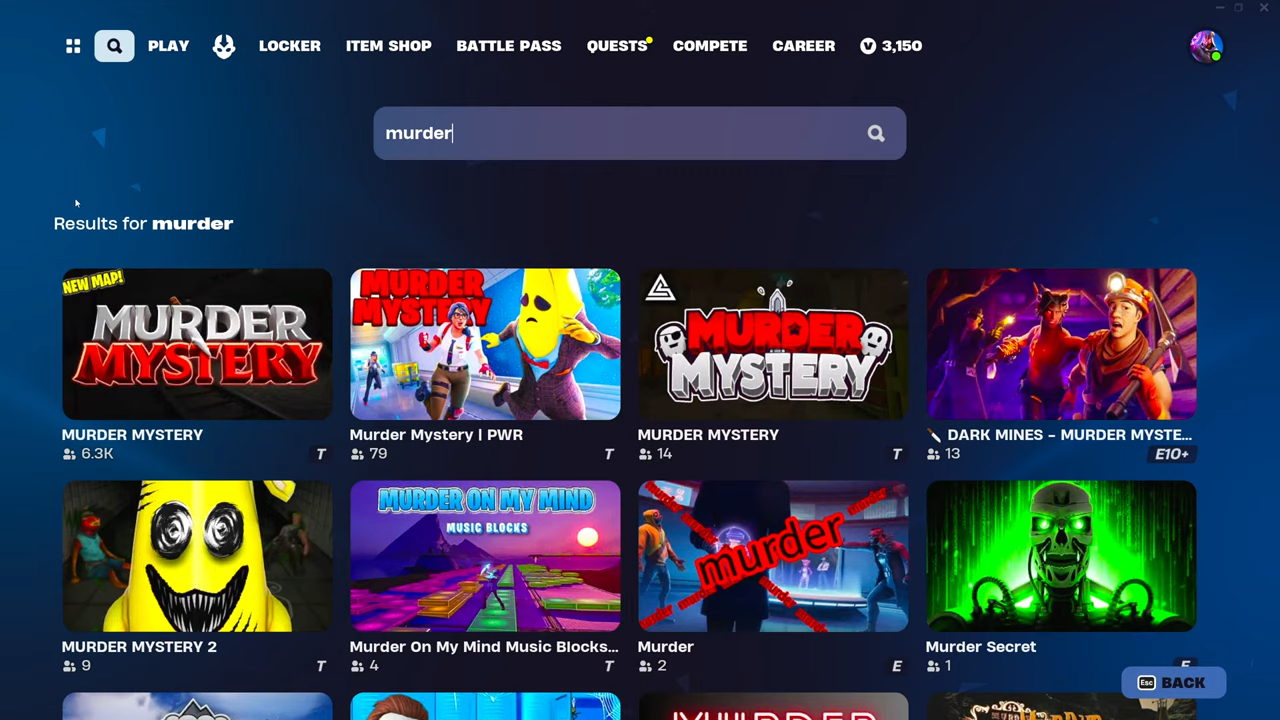 PLAY LOCKER ITEM SHOP BATTLE PASS QUESTS COMPETE CAREER V 3,150
murder
Results for murder
NEW MAP!
MURDER
MYSTERY
MURDER
MYSTERY
MURDER
MYSTERY
MURDER MYSTERY
6.3K T
Murder Mystery | PWR
79 T
MURDER MYSTERY
14 T
DARK MINES - MURDER MYSTE...
13 E10+
MURDER ON MY MIND
MUSIC BLOCKS
murder
MURDER MYSTERY 2
9 T
Murder On My Mind Music Blocks...
4 T
Murder
2 E
Murder Secret
1 E
Esc BACK